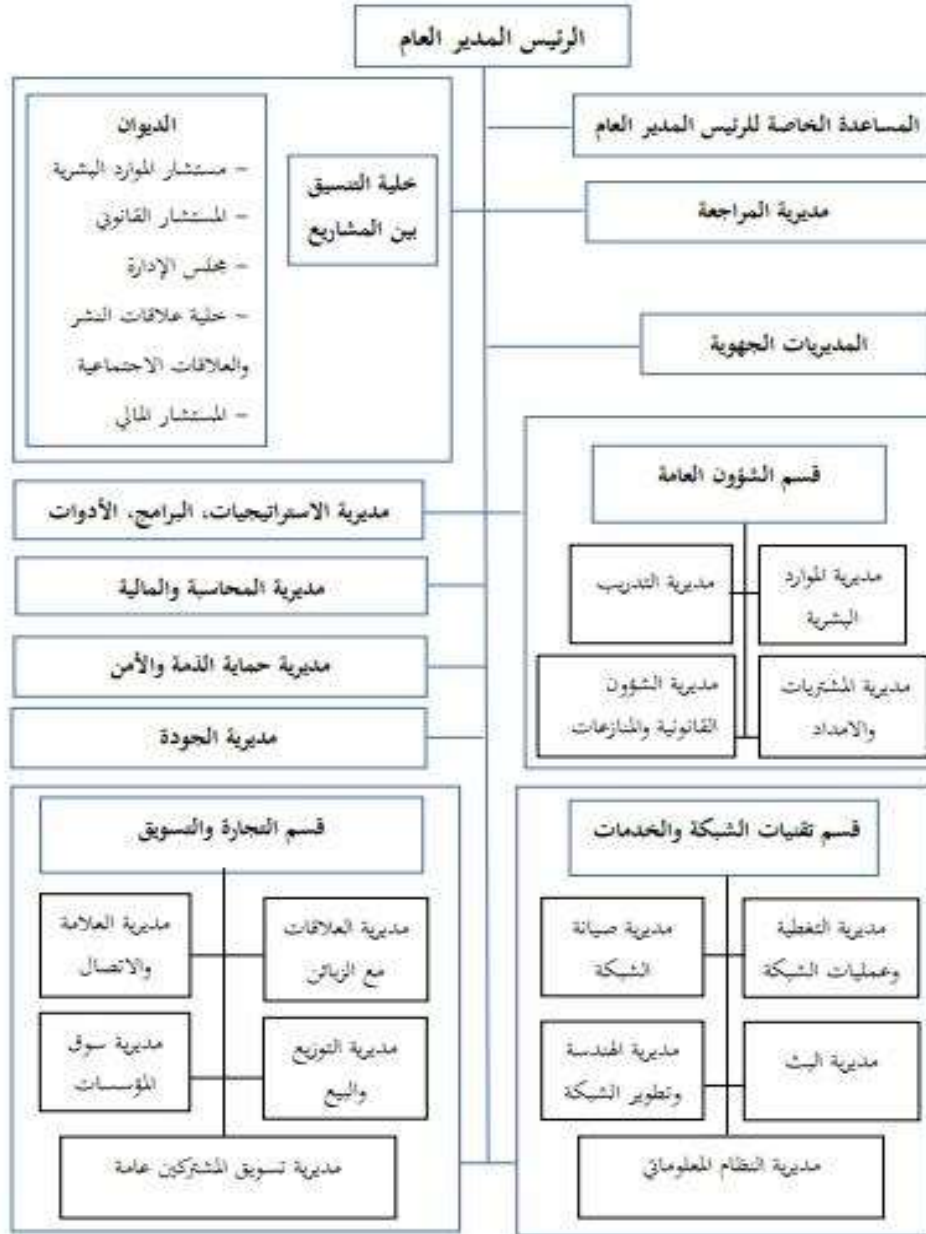 الرئيس المدير العام
المساعدة الخاصة للرئيس المدير العام
مديرية المراجعة
المديريات الجهوية
خلية التنسيق
بين المشاريع
الديوان
- مستشار الموارد البشرية
- المستشار القانوني
- مجلس الإدارة
- خلية علاقات النشر
والعلاقات الاجتماعية
- المستشار المالي
قسم الشؤون العامة
مديرية الموارد
البشرية
مديرية التدريب
مديرية المشتريات
والامداد
مديرية الشؤون
القانونية والمنازعات
مديرية الاستراتيجيات، البرامج، الأدوات
مديرية المحاسبة والمالية
مديرية حماية الذمة والأمن
مديرية الجودة
قسم تقنيات الشبكة والخدمات
مديرية التغطية
وعمليات الشبكة
مديرية صيانة
الشبكة
مديرية البث
مديرية الهندسة
وتطوير الشبكة
مديرية النظام المعلوماتي
قسم التجارة والتسويق
مديرية العلاقات
مع الزبائن
مديرية العلامة
والاتصال
مديرية التوزيع
والبيع
مديرية سوق
المؤسسات
مديرية تسويق المشتركين عامة